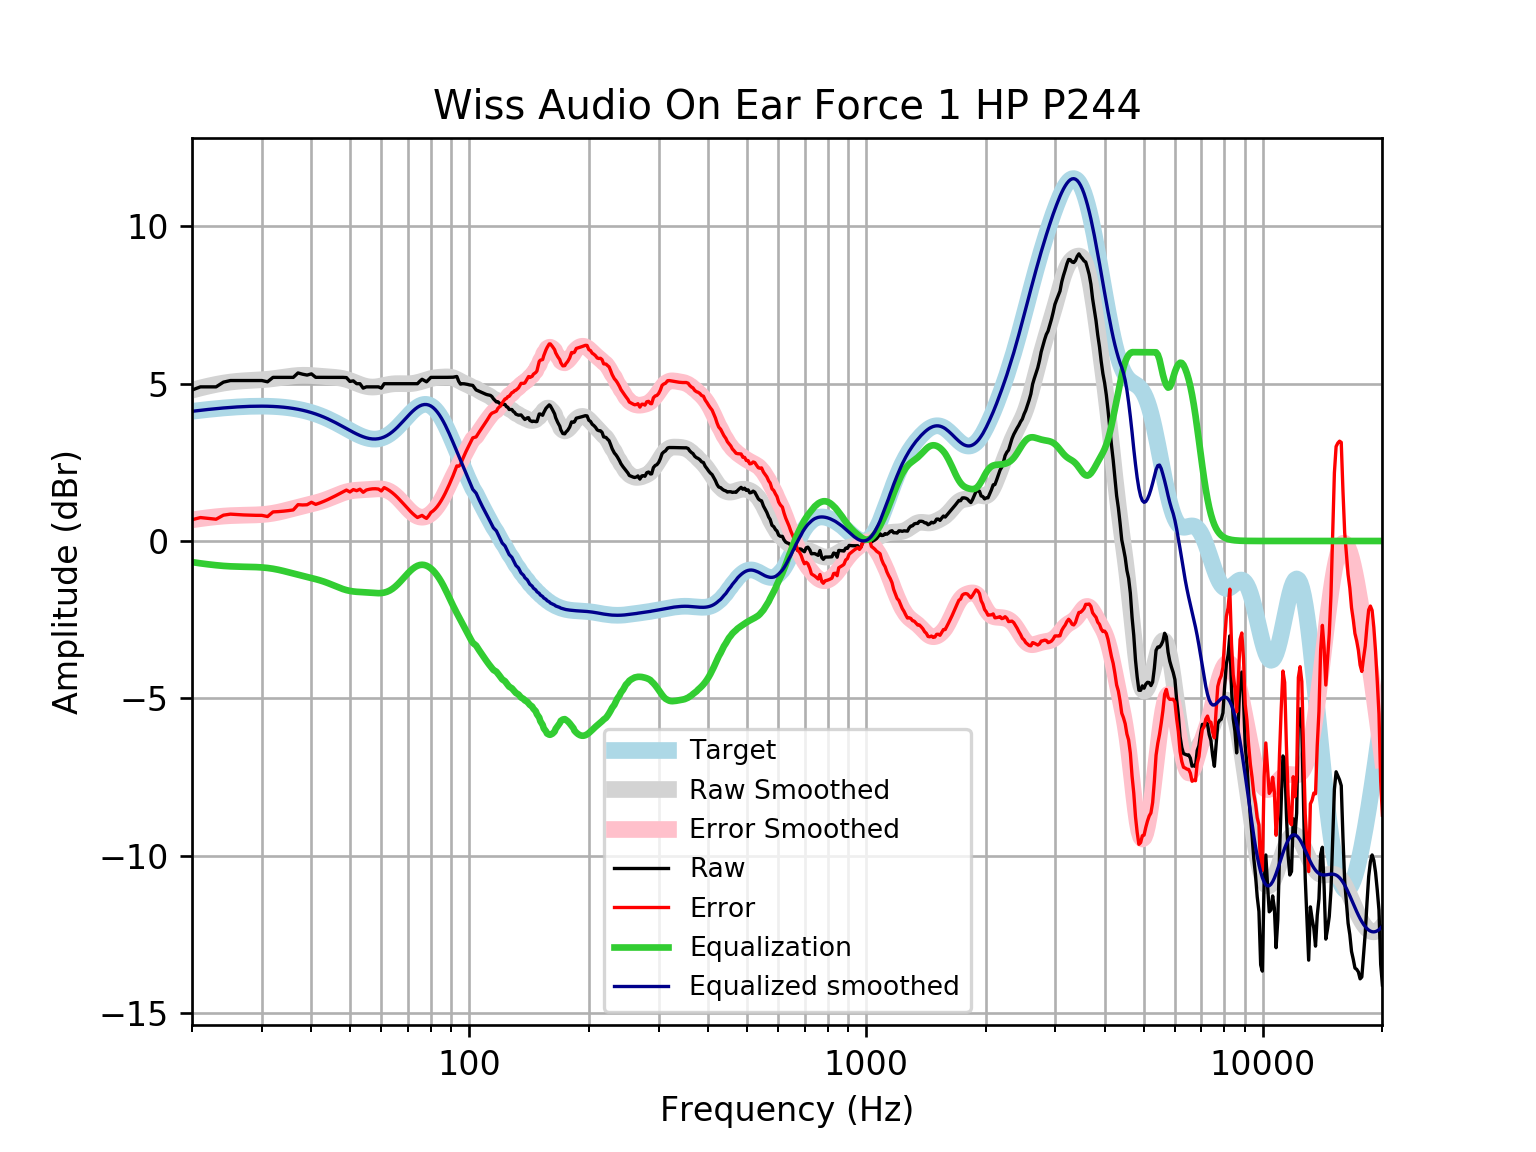 Wiss Audio On Ear Force 1 HP P244
Amplitude (dBr)
10
5
0
−5
−10
−15
Target
Raw Smoothed
Error Smoothed
Raw
Error
Equalization
Equalized smoothed
100
1000
10000
Frequency (Hz)